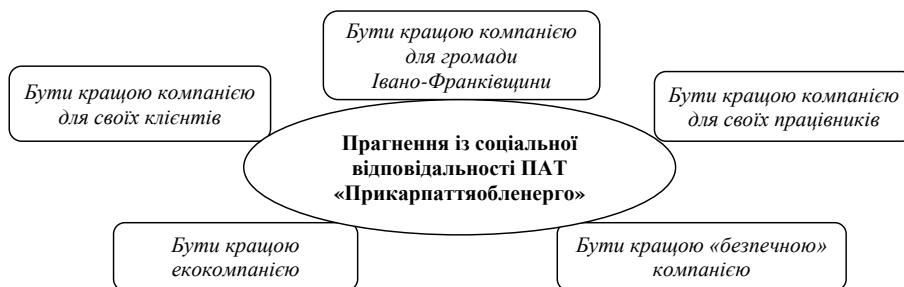 Бути кращою компанією
для громади
Івано-Франківщини
Бути кращою компанією
для своїх клієнтів
Бути кращою компанією
для своїх працівників
Прагнення із соціальної
відповідальності ПАТ
«Прикарпаттяобленерго»
Бути кращою
екокомпанією
Бути кращою «безпечною»
компанією